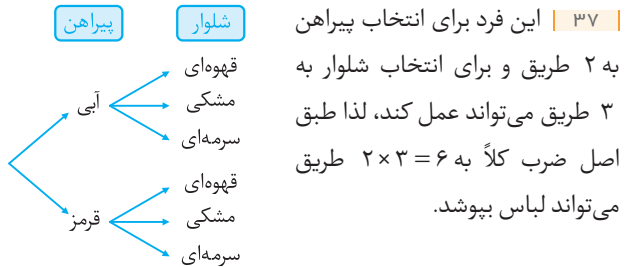 ۳۷ این فرد برای انتخاب پیراهن
به ۲ طریق و برای انتخاب شلوار به
۳ طریق می‌تواند عمل کند، لذا طبق
اصل ضرب کلاً به ۶ = ۳ × ۲ طریق
می‌تواند لباس بپوشد.
پیراهن شلوار
آبی
قهوه‌ای
مشکی
سرمه‌ای
قرمز
قهوه‌ای
مشکی
سرمه‌ای